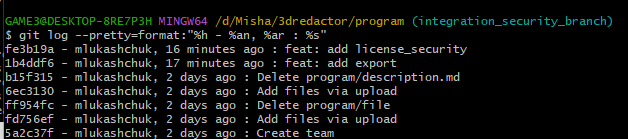 GAME3@DESKTOP-8RE7P3H MINGW64 /d/Misha/3dredactor/program (integration_security_branch)
$ git log --pretty=format:"%h - %an, %ar : %s"
fe3b19a - mlukashchuk, 16 minutes ago : feat: add license_security
1b4ddf6 - mlukashchuk, 17 minutes ago : feat: add export
b15f315 - mlukashchuk, 2 days ago : Delete program/description.md
6ec3130 - mlukashchuk, 2 days ago : Add files via upload
ff954fc - mlukashchuk, 2 days ago : Delete program/file
fd756ef - mlukashchuk, 2 days ago : Add files via upload
5a2c37f - mlukashchuk, 2 days ago : Create team